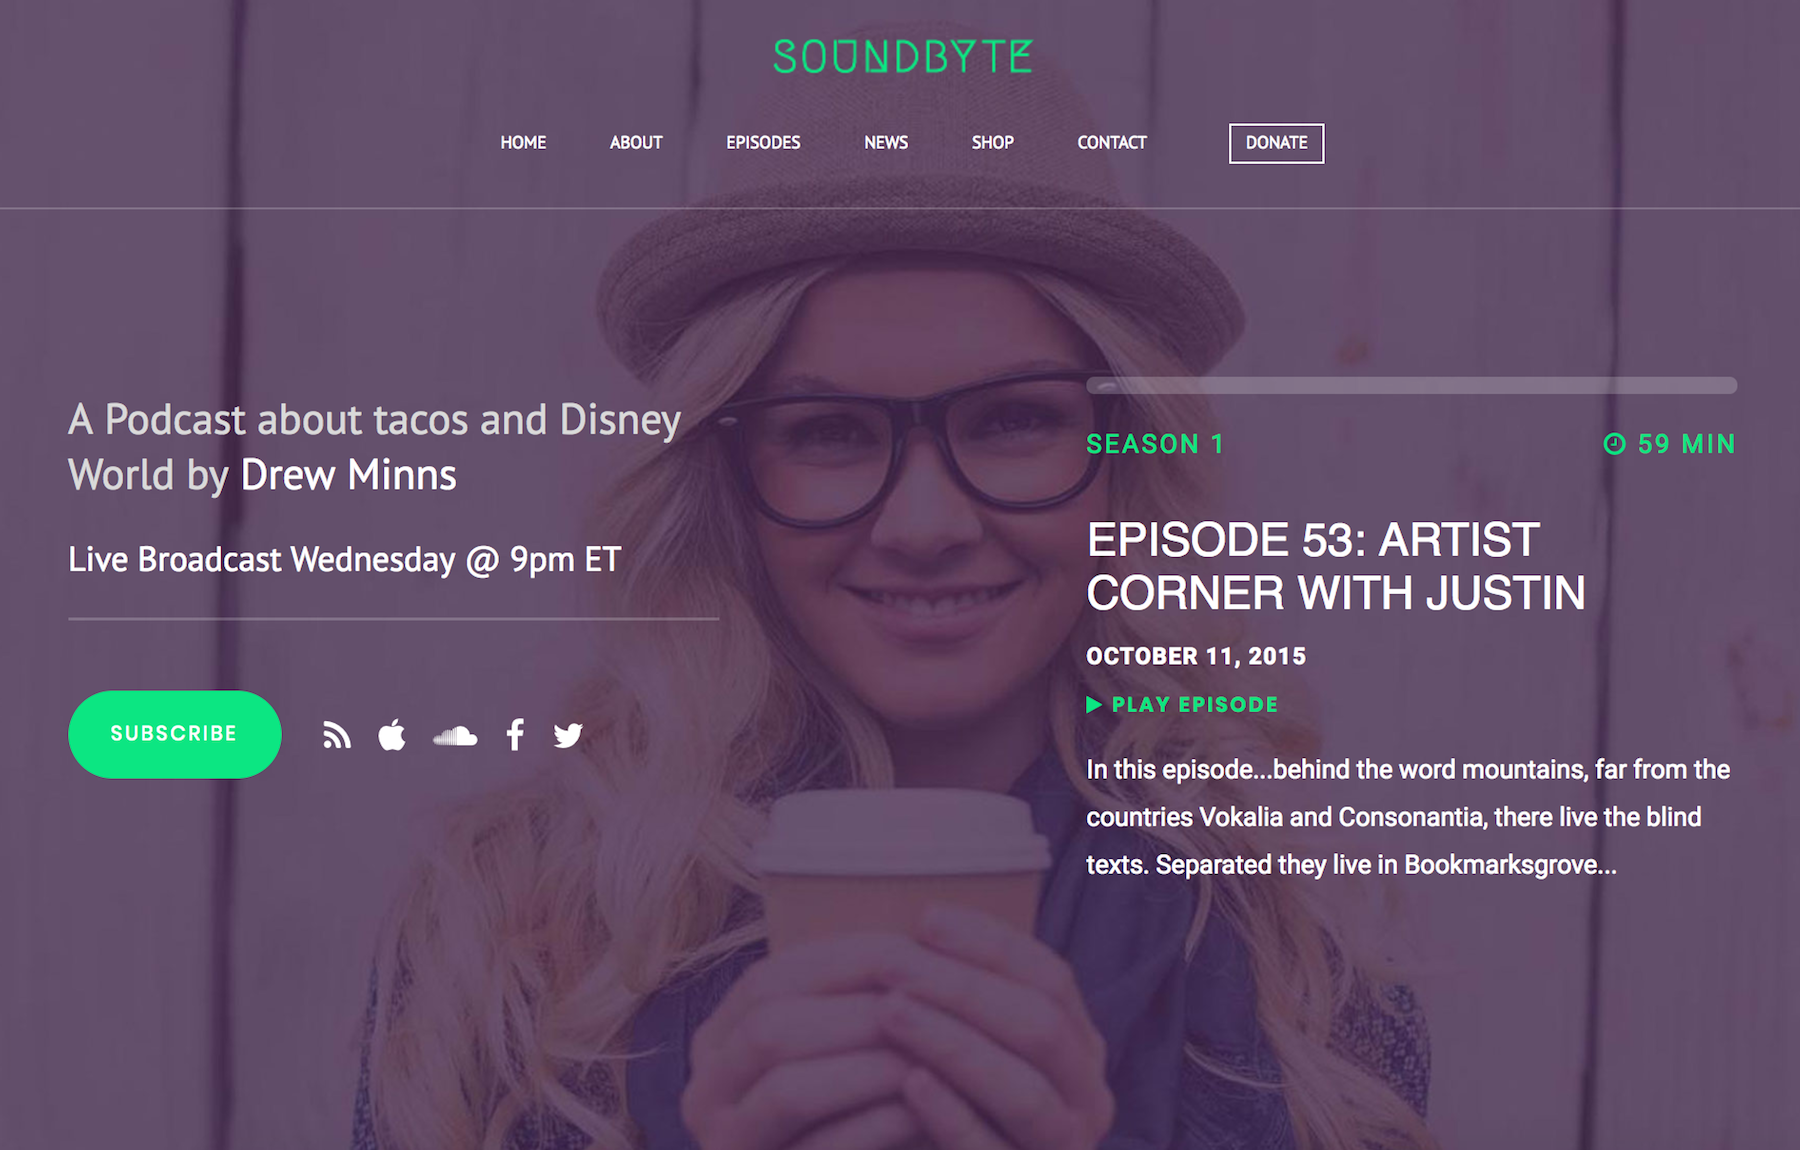 SOUNDBYTE
HOME
ABOUT
EPISODES
NEWS
SHOP
CONTACT
DONATE
A Podcast about tacos and Disney
World by Drew Minns
Live Broadcast Wednesday @ 9pm ET
SUBSCRIBE
SEASON 1
59 MIN
EPISODE 53: ARTIST
CORNER WITH JUSTIN
OCTOBER 11, 2015
PLAY EPISODE
In this episode...behind the word mountains, far from the
countries Vokalia and Consonantia, there live the blind
texts. Separated they live in Bookmarksgrove...